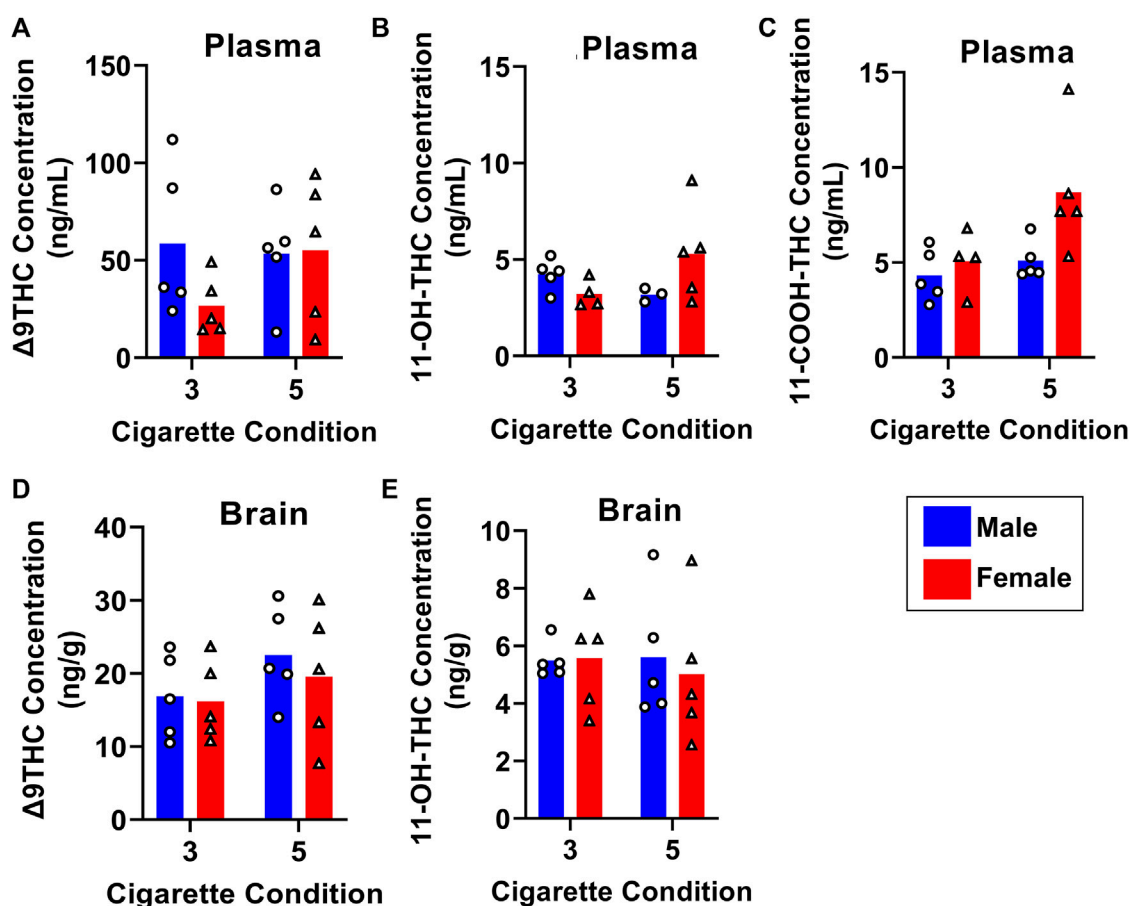 A
Plasma
Δ9THC Concentration
(ng/mL)
150
100
50
0
3
5
Cigarette Condition
B
Plasma
11-OH-THC Concentration
(ng/mL)
15
10
5
0
3
5
Cigarette Condition
C
Plasma
11-COOH-THC Concentration
(ng/mL)
15
10
5
0
3
5
Cigarette Condition
D
Brain
Δ9THC Concentration
(ng/g)
40
30
20
10
0
3
5
Cigarette Condition
E
Brain
11-OH-THC Concentration
(ng/g)
10
8
6
4
2
0
3
5
Cigarette Condition
Male
Female